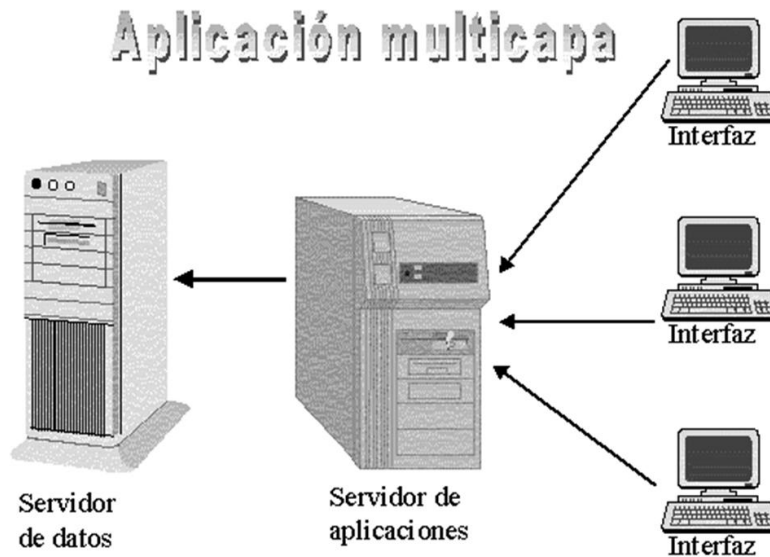 Aplicación multicapa
Interfaz
Interfaz
Servidor
de datos
Servidor de
aplicaciones
Interfaz